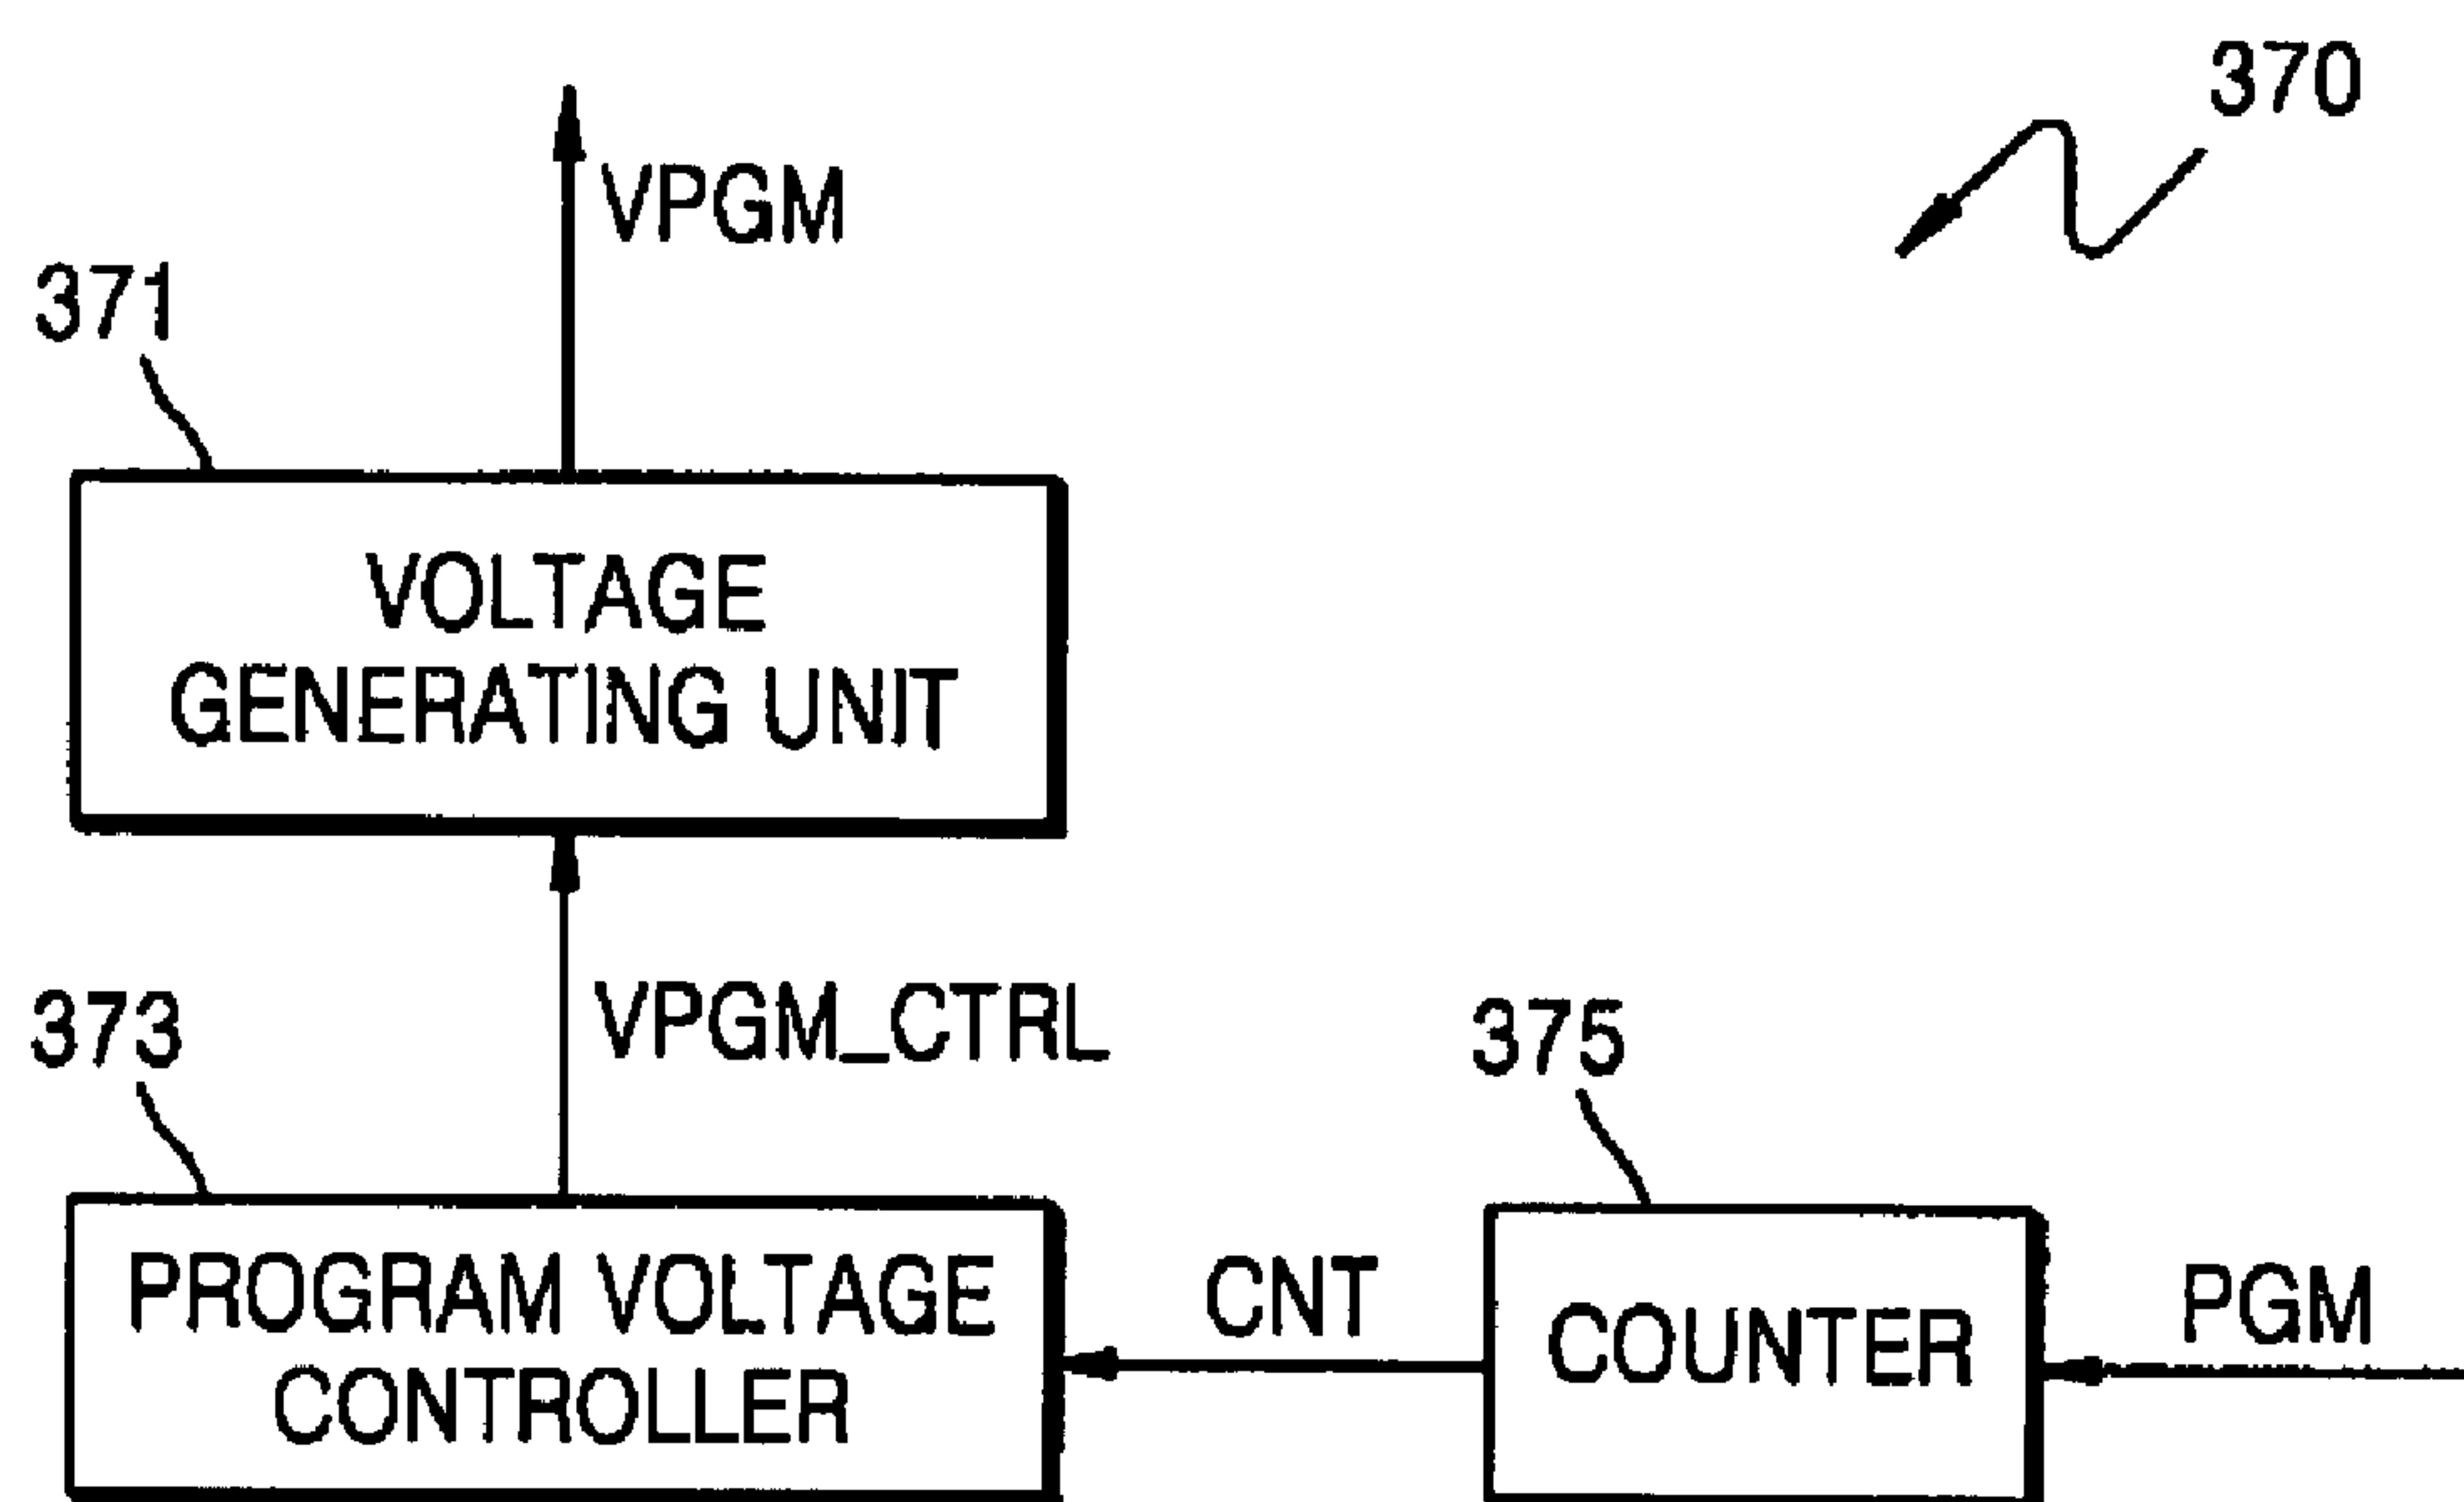 370
VPGM
371
VOLTAGE
GENERATING UNIT
373
VPGM_CTRL
375
PROGRAM VOLTAGE
CONTROLLER
CNT
COUNTER
PGM